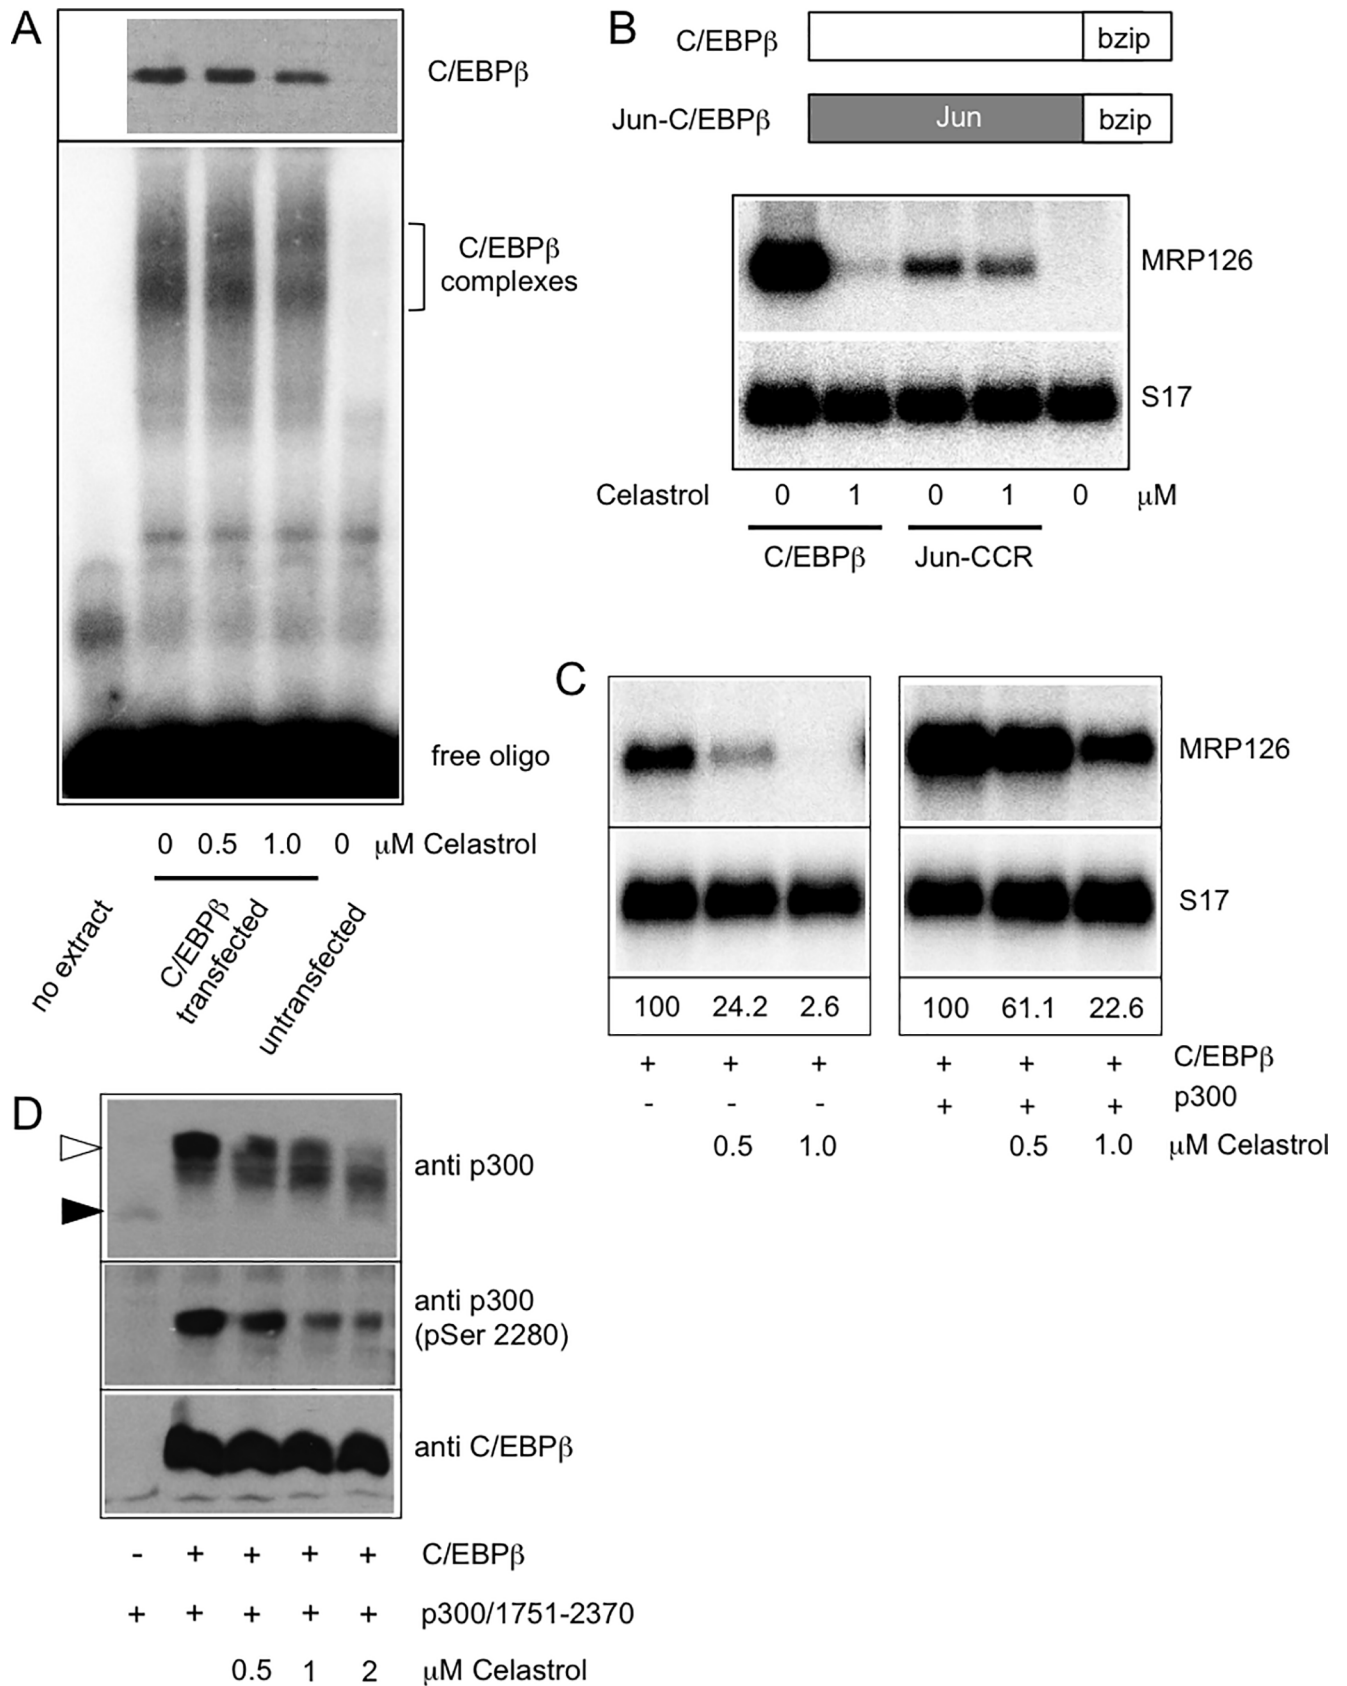 A
C/EBPβ
C/EBPβ
complexes
free oligo
0 0.5 1.0 0 μM Celastrol
no extract
C/EBPβ
transfected
untransfected
B
C/EBPβ
bzip
Jun-C/EBPβ
Jun
bzip
MRP126
S17
Celastrol 0 1 0 1 0 μM
C/EBPβ Jun-CCR
C
MRP126
S17
100 24.2 2.6 100 61.1 22.6
+ + + + + + C/EBPβ
- - - + + + p300
0.5 1.0 0.5 1.0 μM Celastrol
D
anti p300
anti p300
(pSer 2280)
anti C/EBPβ
- + + + + C/EBPβ
+ + + + + p300/1751-2370
0.5 1 2 μM Celastrol